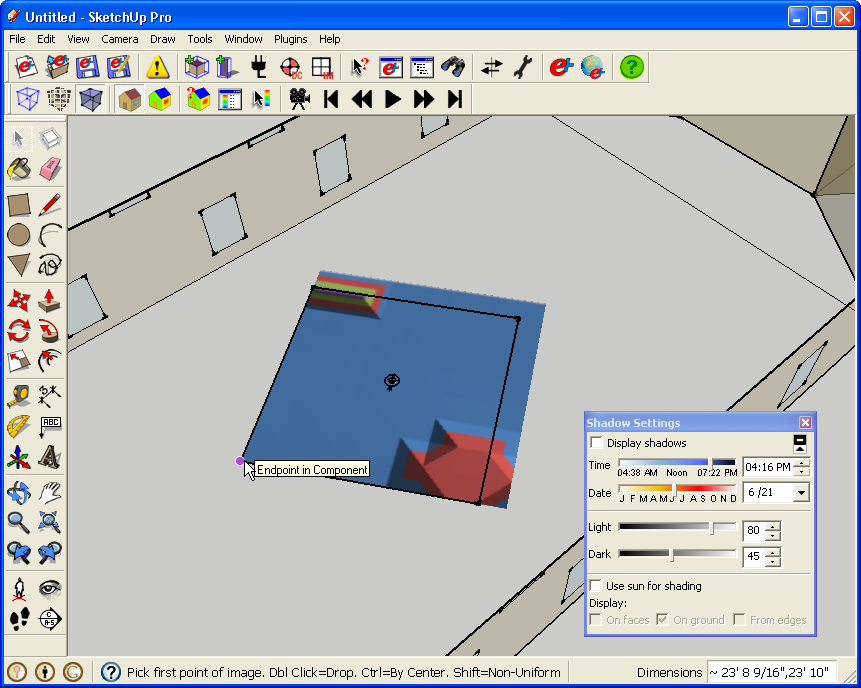 Untitled - SketchUp Pro
File Edit View Camera Draw Tools Window Plugins Help
Endpoint in Component
Shadow Settings
Display shadows
Time 04:38 AM Noon 07:22 PM 04:16 PM
Date J F M A M J J A S O N D 6 /21
Light 80
Dark 45
Use sun for shading
Display:
On faces On ground From edges
ABC
Pick first point of image. Dbl Click=Drop. Ctrl=By Center. Shift=Non-Uniform
Dimensions ~ 23' 8 9/16",23' 10"